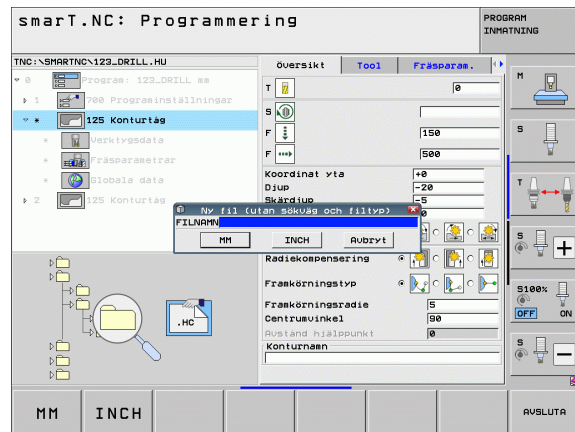 smarT.NC: Programmering
PROGRAM
INMATNING
TNC:\SMARTNC\123_DRILL.HU
0 Program: 123_DRILL mm
1 700 Programinställningar
* 125 Konturtåg
* Verktygsdata
* Fräsparametrar
* Globala data
2 125 Konturtåg
Översikt Tool Fräsparam.
T 0
S
F 150
F 500
Koordinat yta +0
Djup -20
Skärdjup -5
Ny fil (utan sökväg och filtyp)
FILNAMN
MM INCH Avbryt
Radiekompensering
Framkörningstyp
Framkörningsradie 5
Centrumvinkel 90
Avstånd hjälppunkt 0
Konturnamn
.HC
M
S
T
S
S100%
OFF ON
S
MM INCH AVSLUTA